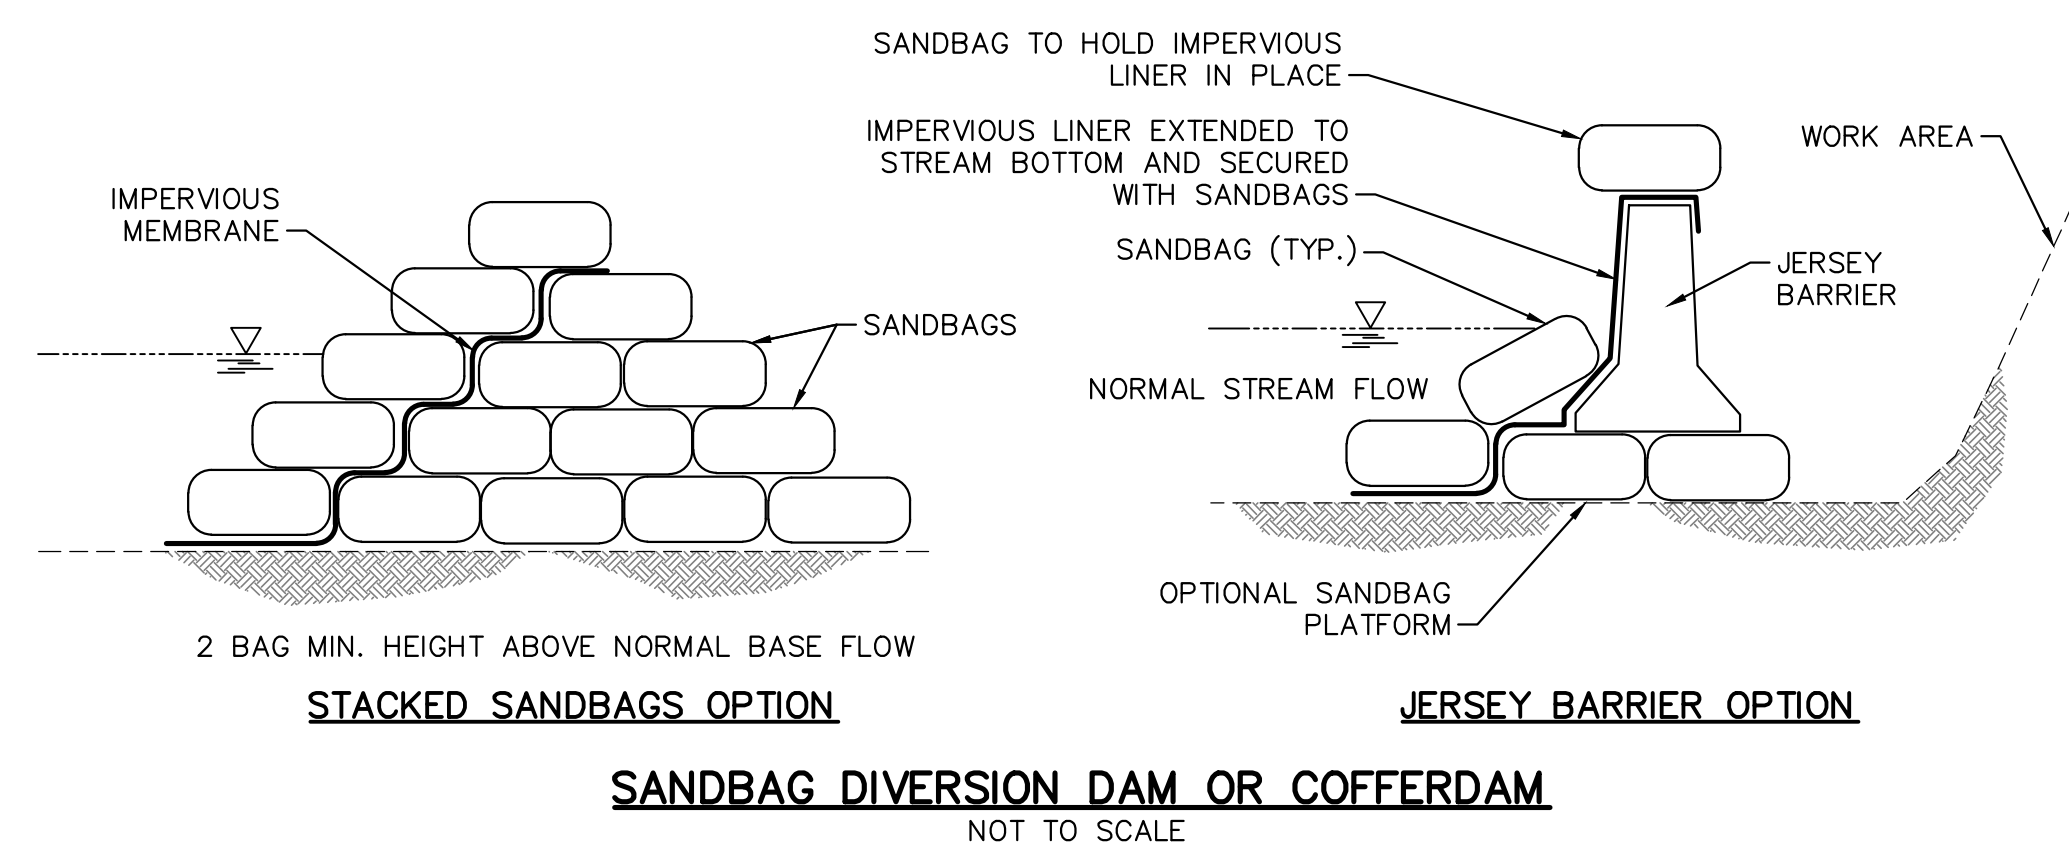 IMPERVIOUS
MEMBRANE
SANDBAGS
2 BAG MIN. HEIGHT ABOVE NORMAL BASE FLOW
STACKED SANDBAGS OPTION
SANDBAG TO HOLD IMPERVIOUS
LINER IN PLACE
IMPERVIOUS LINER EXTENDED TO
STREAM BOTTOM AND SECURED
WITH SANDBAGS
SANDBAG (TYP.)
NORMAL STREAM FLOW
WORK AREA
JERSEY
BARRIER
OPTIONAL SANDBAG
PLATFORM
JERSEY BARRIER OPTION
SANDBAG DIVERSION DAM OR COFFERDAM
NOT TO SCALE